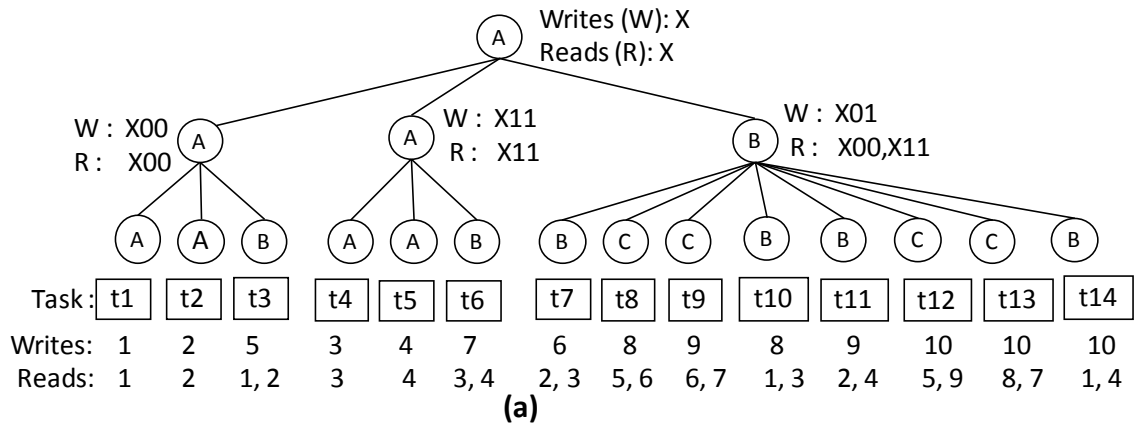 A
Writes (W): X
Reads (R): X
W : X00
R : X00
A
A
W : X11
R : X11
B
W : X01
R : X00,X11
A A B A A B B C C B B C C B
Task : t1 t2 t3 t4 t5 t6 t7 t8 t9 t10 t11 t12 t13 t14
Writes: 1 2 5 3 4 7 6 8 9 8 9 10 10 10
Reads: 1 2 1, 2 3 4 3, 4 2, 3 5, 6 6, 7 1, 3 2, 4 5, 9 8, 7 1, 4
(a)